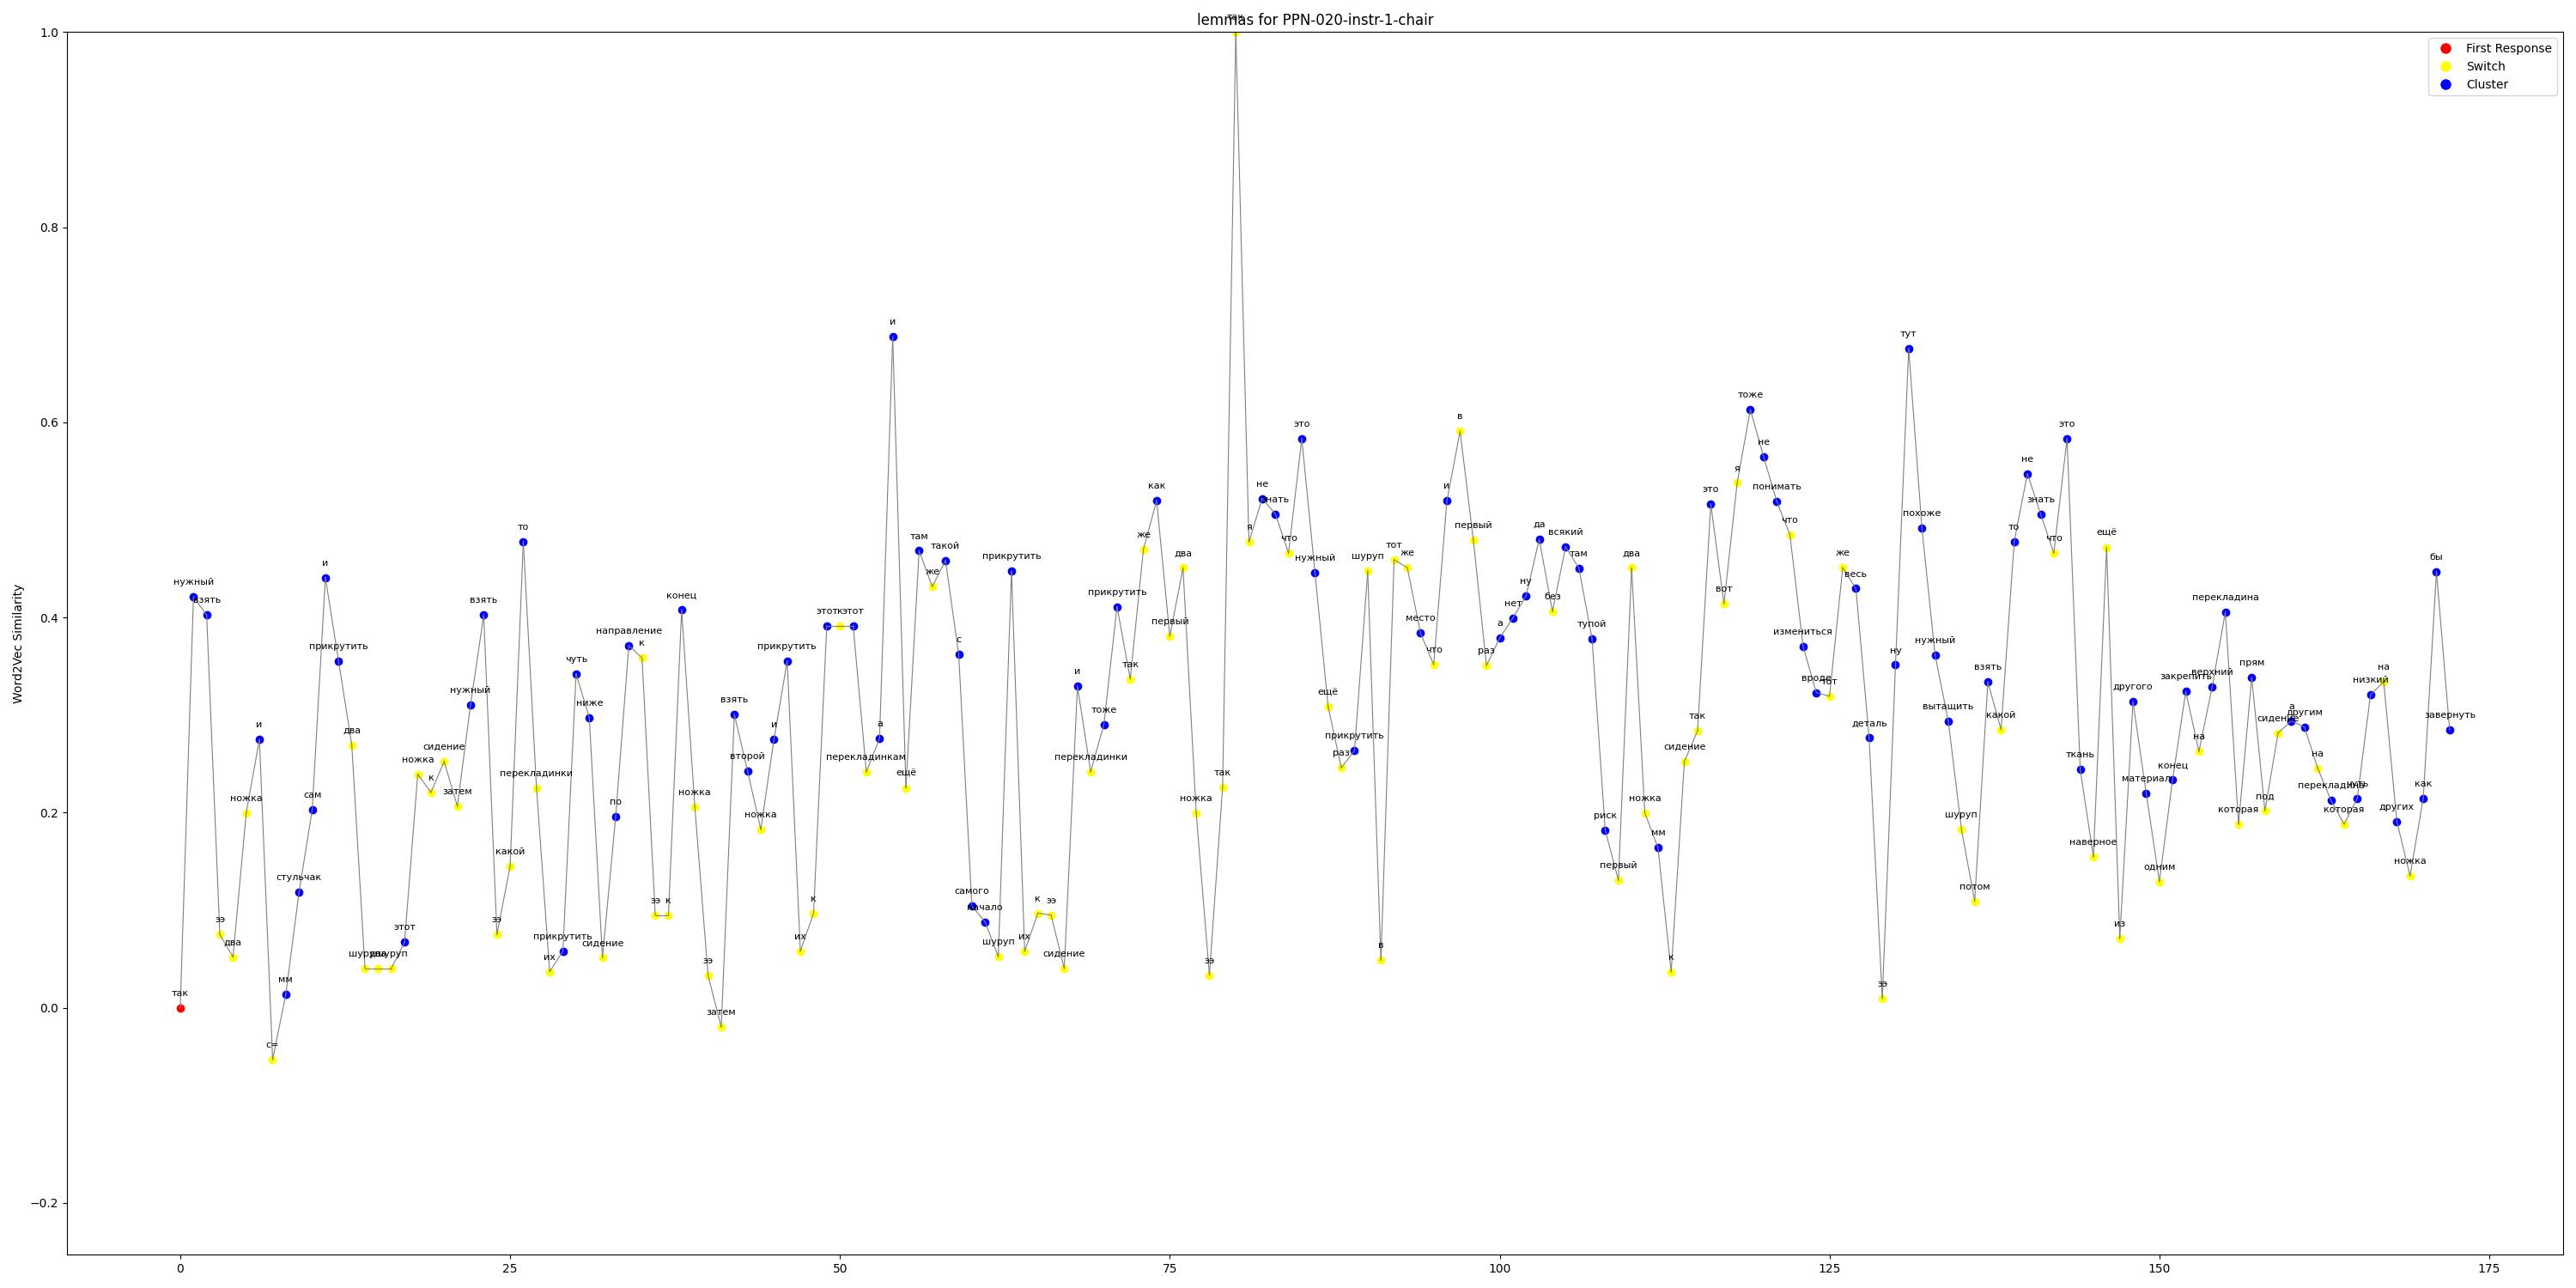 lemmas for PPN-020-instr-1-chair
First Response
Switch
Cluster
Word2Vec Similarity
1.0
0.8
0.6
0.4
0.2
0.0
−0.2
0
25
50
75
100
125
150
175
так
нужный
взять
ээ
два
ножка
и
с=
мм
стульчак
сам
и
прикрутить
два
шуруп
этот
ножка
к
сидение
затем
нужный
взять
ээ
какой
то
перекладинки
их
прикрутить
чуть
ниже
сидение
по
направление
к
ээ
к
конец
ножка
ээ
затем
взять
второй
ножка
и
прикрутить
их
к
этот
к
этот
перекладинкам
а
и
ещё
там
же
такой
с
самого
начало
шуруп
прикрутить
их
к
ээ
сидение
и
перекладинки
тоже
прикрутить
так
же
как
первый
два
ножка
ээ
так
так
я
не
знать
что
это
нужный
ещё
раз
прикрутить
шуруп
в
тот
же
место
что
и
в
первый
раз
а
нет
ну
да
без
всякий
там
тупой
риск
первый
два
ножка
мм
к
сидение
так
это
вот
я
тоже
не
понимать
что
измениться
вроде
тот
же
весь
деталь
ээ
ну
тут
похоже
нужный
вытащить
шуруп
потом
взять
какой
то
не
знать
что
это
ткань
наверное
ещё
из
другого
материал
одним
конец
закрепить
на
верхний
перекладина
которая
прям
под
сидение
а
другим
на
перекладина
которая
чуть
низкий
на
других
ножка
как
бы
завернуть